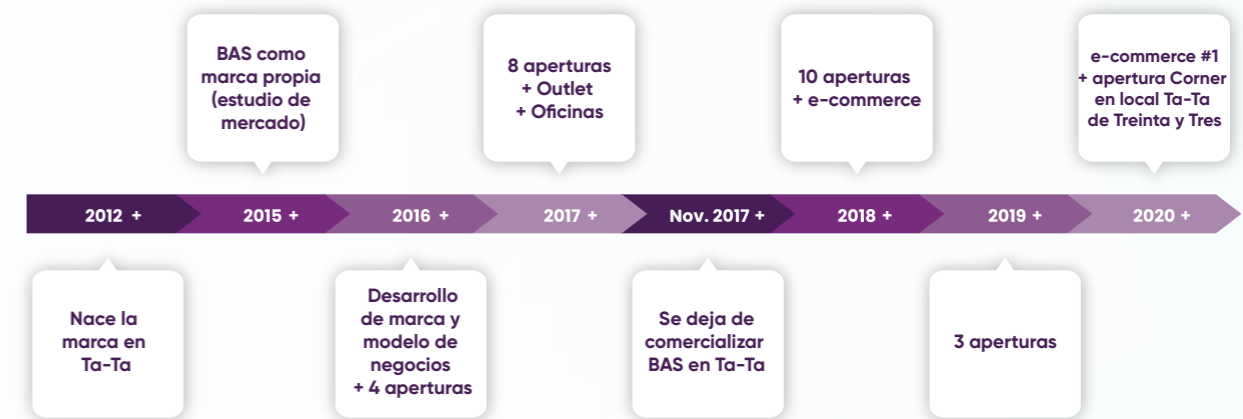 BAS como
marca propia
(estudio de
mercado)
8 aperturas
+ Outlet
+ Oficinas
10 aperturas
+ e-commerce
e-commerce #1
+ apertura Corner
en local Ta-Ta
de Treinta y Tres
2012 +
2015 +
2016 +
2017 +
Nov. 2017 +
2018 +
2019 +
2020 +
Nace la
marca en
Ta-Ta
Desarrollo
de marca y
modelo de
negocios
+ 4 aperturas
Se deja de
comercializar
BAS en Ta-Ta
3 aperturas